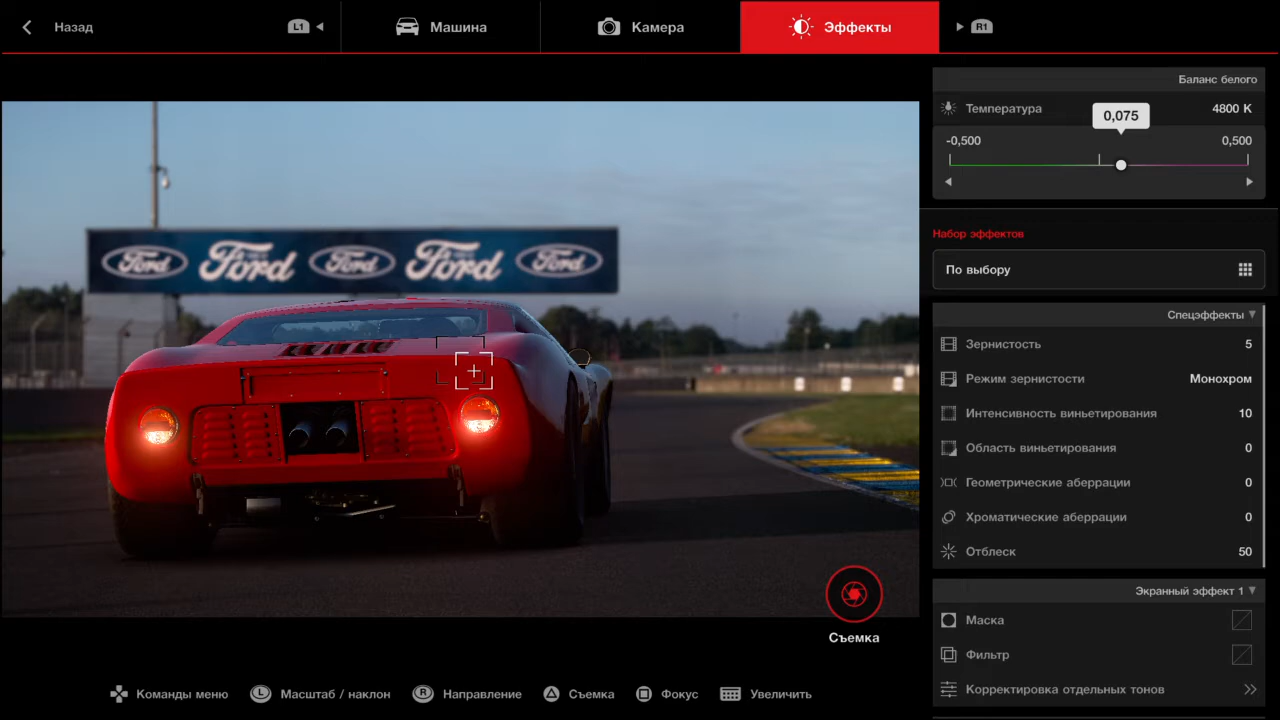 Назад
L1
Машина
Камера
Эффекты
R1
Баланс белого
Температура 4800 K
0,075
-0,500 0,500
Набор эффектов
По выбору
Спецэффекты
Зернистость 5
Режим зернистости Монохром
Интенсивность виньетирования 10
Область виньетирования 0
Геометрические аберрации 0
Хроматические аберрации 0
Отблеск 50
Экранный эффект 1
Маска
Фильтр
Корректировка отдельных тонов
Ford Ford Ford Ford Ford
Съемка
Команды меню
L Масштаб / наклон
R Направление
Съемка
Фокус
Увеличить